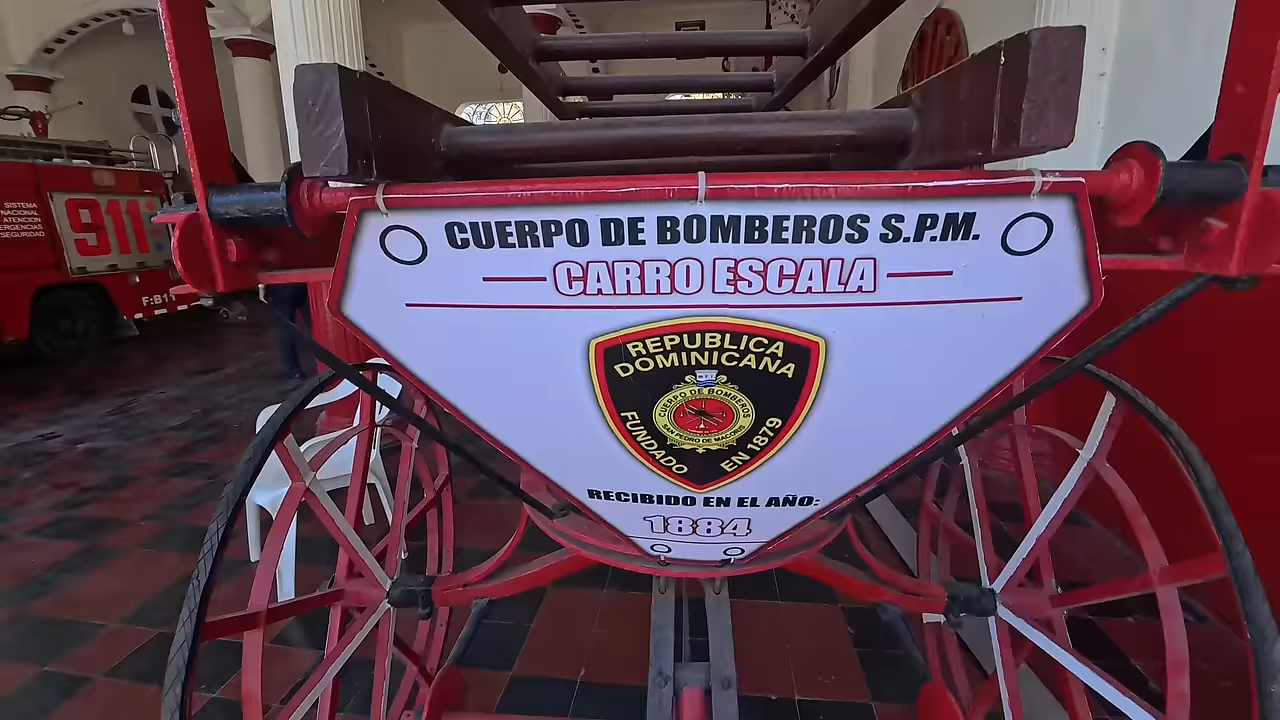 CUERPO DE BOMBEROS S.P.M.
CARRO ESCALA
REPUBLICA
DOMINICANA
CUERPO DE BOMBEROS
SAN PEDRO DE MACORIS
FUNDADO
EN 1879
RECIBIDO EN EL AÑO:
1884
SISTEMA
NACIONAL
ATENCION
ERGENCIAS
SEGURIDAD
911
F:B11